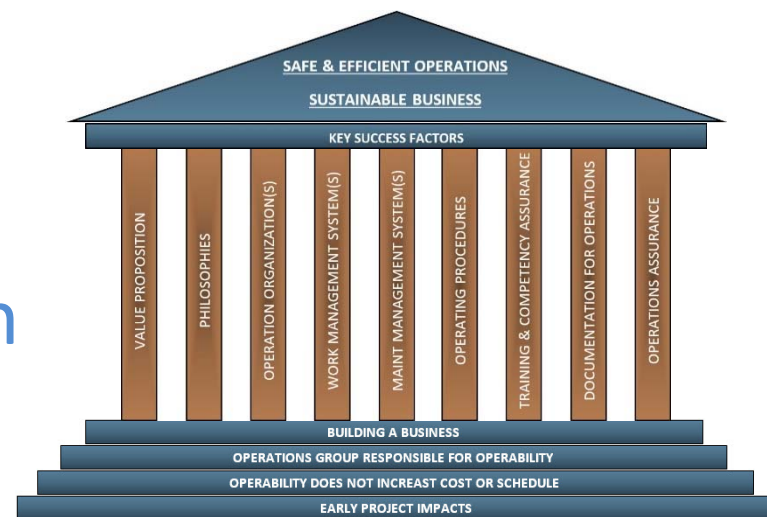 SAFE & EFFICIENT OPERATIONS
SUSTAINABLE BUSINESS
KEY SUCCESS FACTORS
VALUE PROPOSITION
PHILOSOPHIES
OPERATION ORGANIZATION(S)
WORK MANAGEMENT SYSTEM(S)
MAINT MANAGEMENT SYSTEM(S)
OPERATING PROCEDURES
TRAINING & COMPETENCY ASSURANCE
DOCUMENTATION FOR OPERATIONS
OPERATIONS ASSURANCE
n
BUILDING A BUSINESS
OPERATIONS GROUP RESPONSIBLE FOR OPERABILITY
OPERABILITY DOES NOT INCREAST COST OR SCHEDULE
EARLY PROJECT IMPACTS